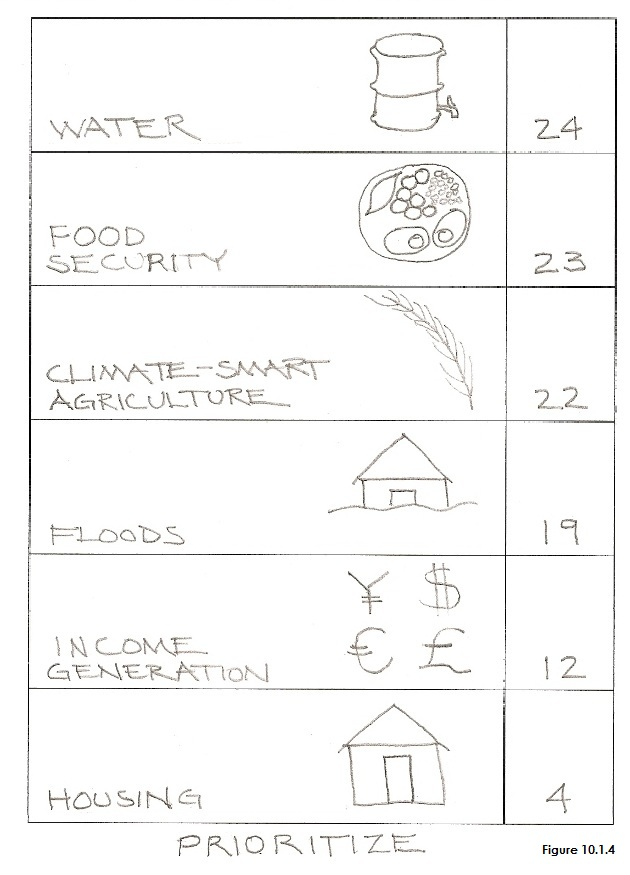 WATER
24
FOOD
SECURITY
23
CLIMATE-SMART
AGRICULTURE
22
FLOODS
19
¥ $
€ £
INCOME
GENERATION
12
HOUSING
4
PRIORITIZE
Figure 10.1.4